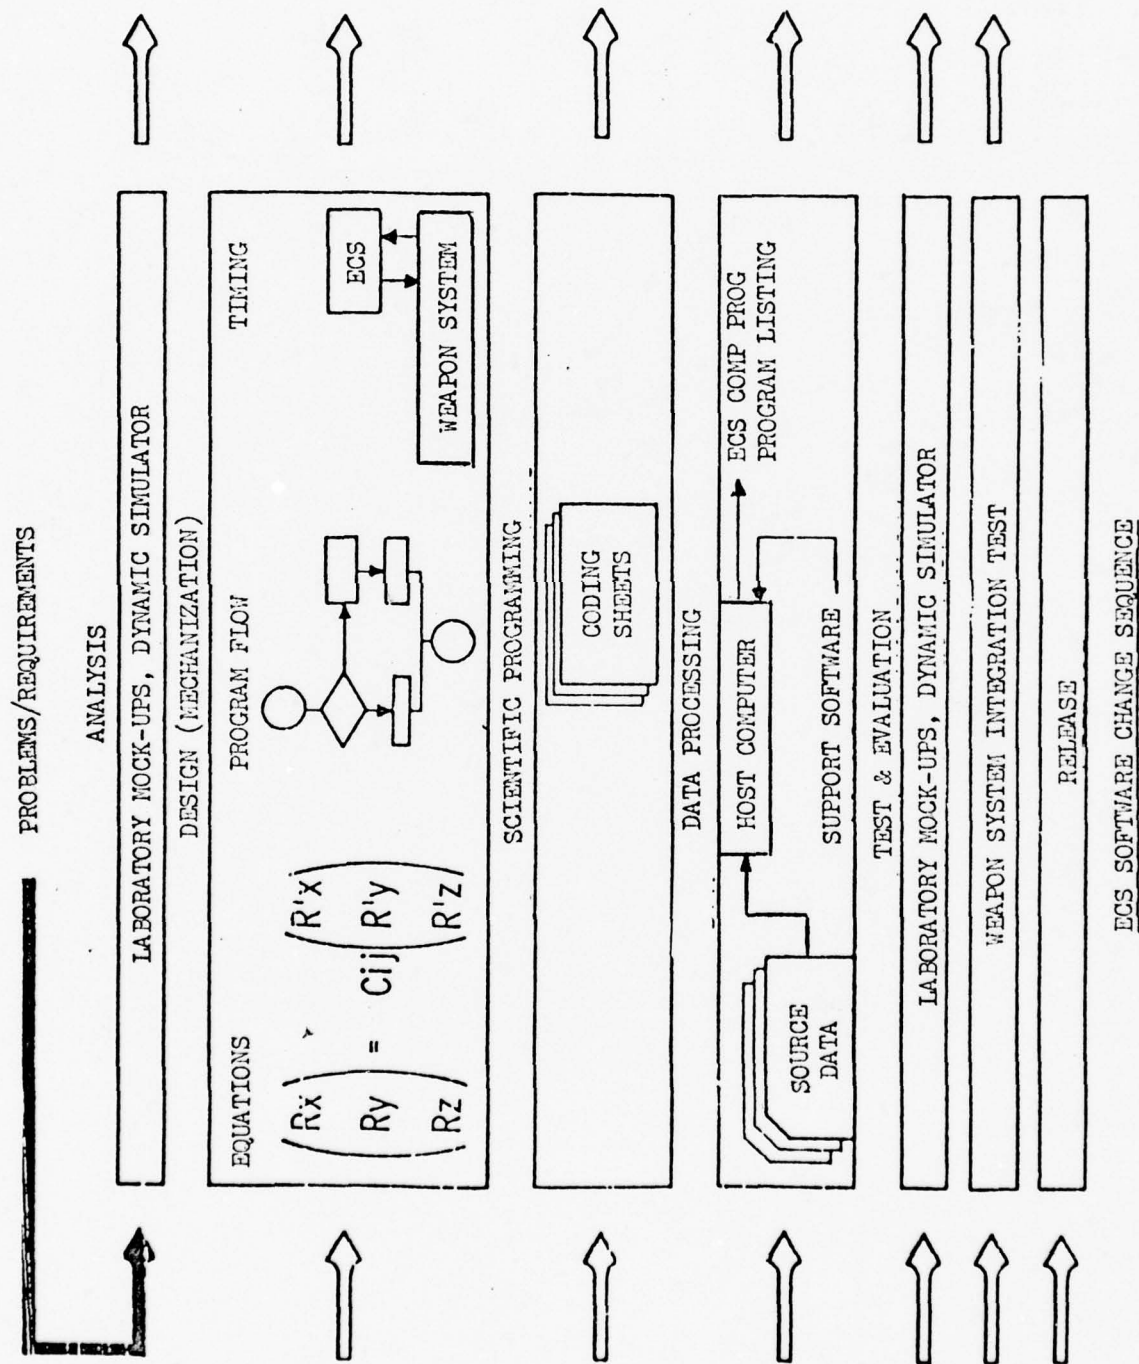 PROBLEMS/REQUIREMENTS
ANALYSIS
LABORATORY MOCK-UPS, DYNAMIC SIMULATOR
DESIGN (MECHANIZATION)
EQUATIONS
PROGRAM FLOW
TIMING
(Rx) = Cij (R'x)
Ry R'y
Rz R'z
ECS
WEAPON SYSTEM
SCIENTIFIC PROGRAMMING
CODING
SHEETS
DATA PROCESSING
SOURCE
DATA
HOST COMPUTER
SUPPORT SOFTWARE
ECS COMP PROG
PROGRAM LISTING
TEST & EVALUATION
LABORATORY MOCK-UPS, DYNAMIC SIMULATOR
WEAPON SYSTEM INTEGRATION TEST
RELEASE
ECS SOFTWARE CHANGE SEQUENCE